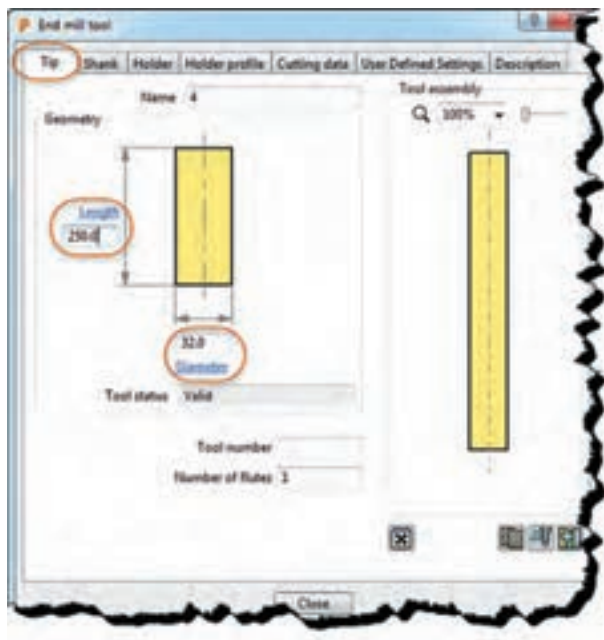 End mill tool
Tip Shank Holder Holder profile Cutting data User Defined Settings Description
Name 4
Tool assembly
100%
Geometry
Length
250.0
32.0
Diameter
Tool status Valid
Tool number
Number of flutes 1
Close